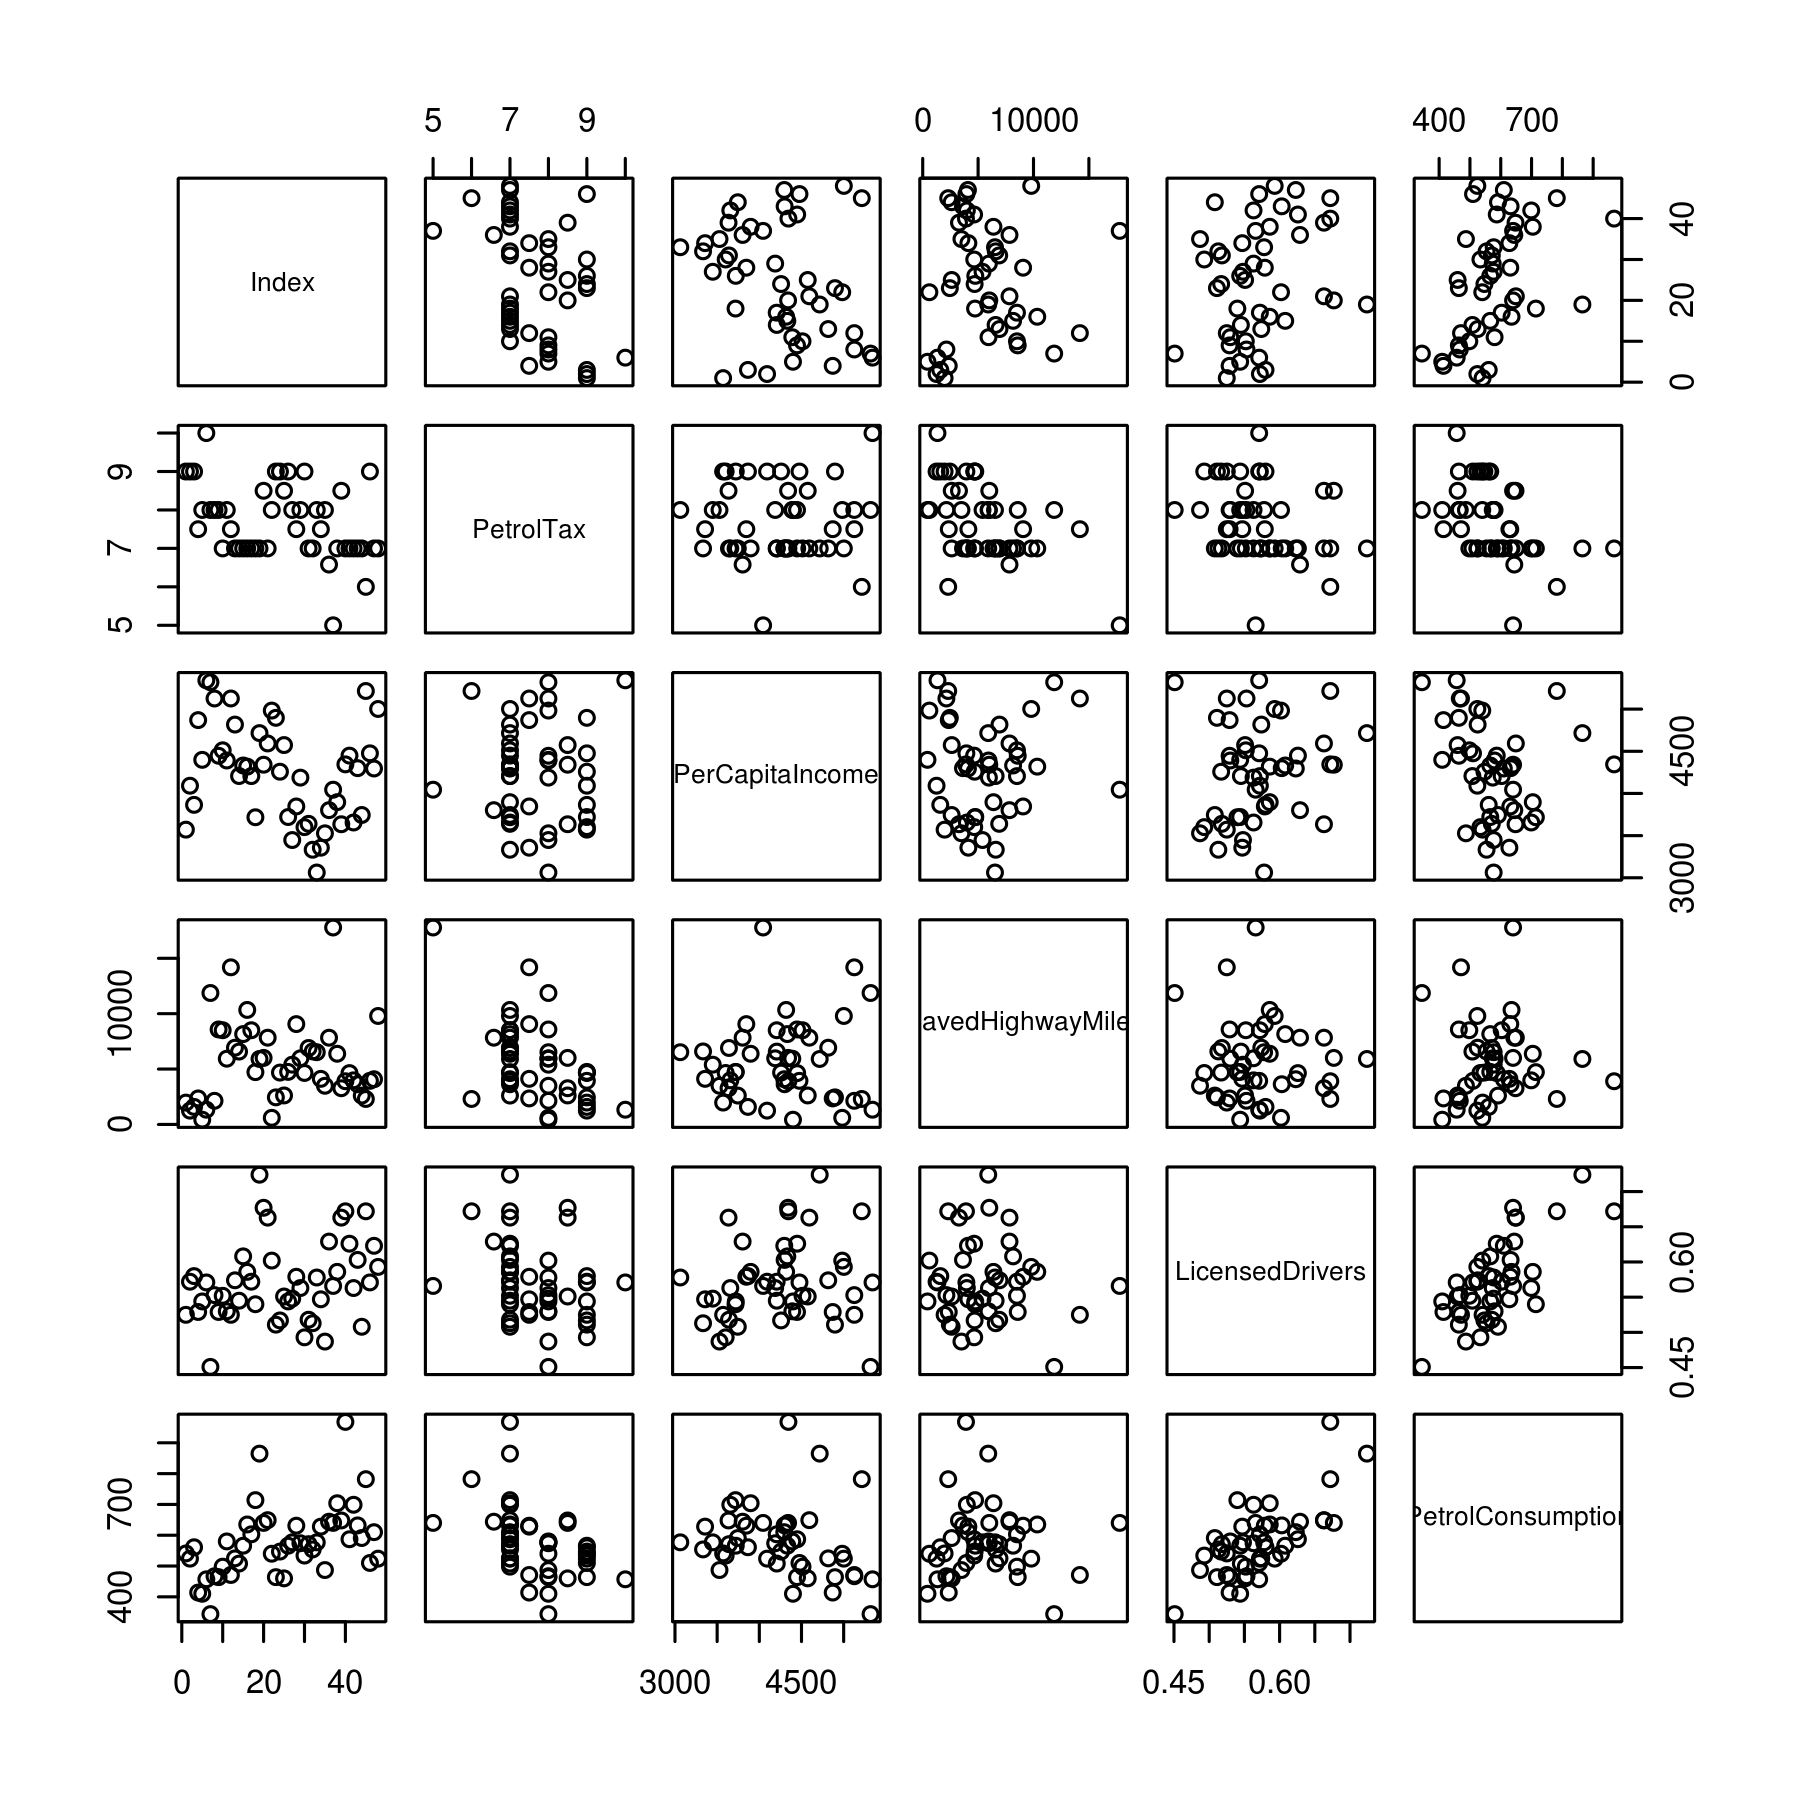 5 7 9 0 10000 400 700
Index
0 20 40
5 7 9
PetrolTax
PerCapitaIncome
3000 4500
0 10000
avedHighwayMile
LicensedDrivers
0.45 0.60
400 700
PetrolConsumption
0 20 40 3000 4500 0.45 0.60